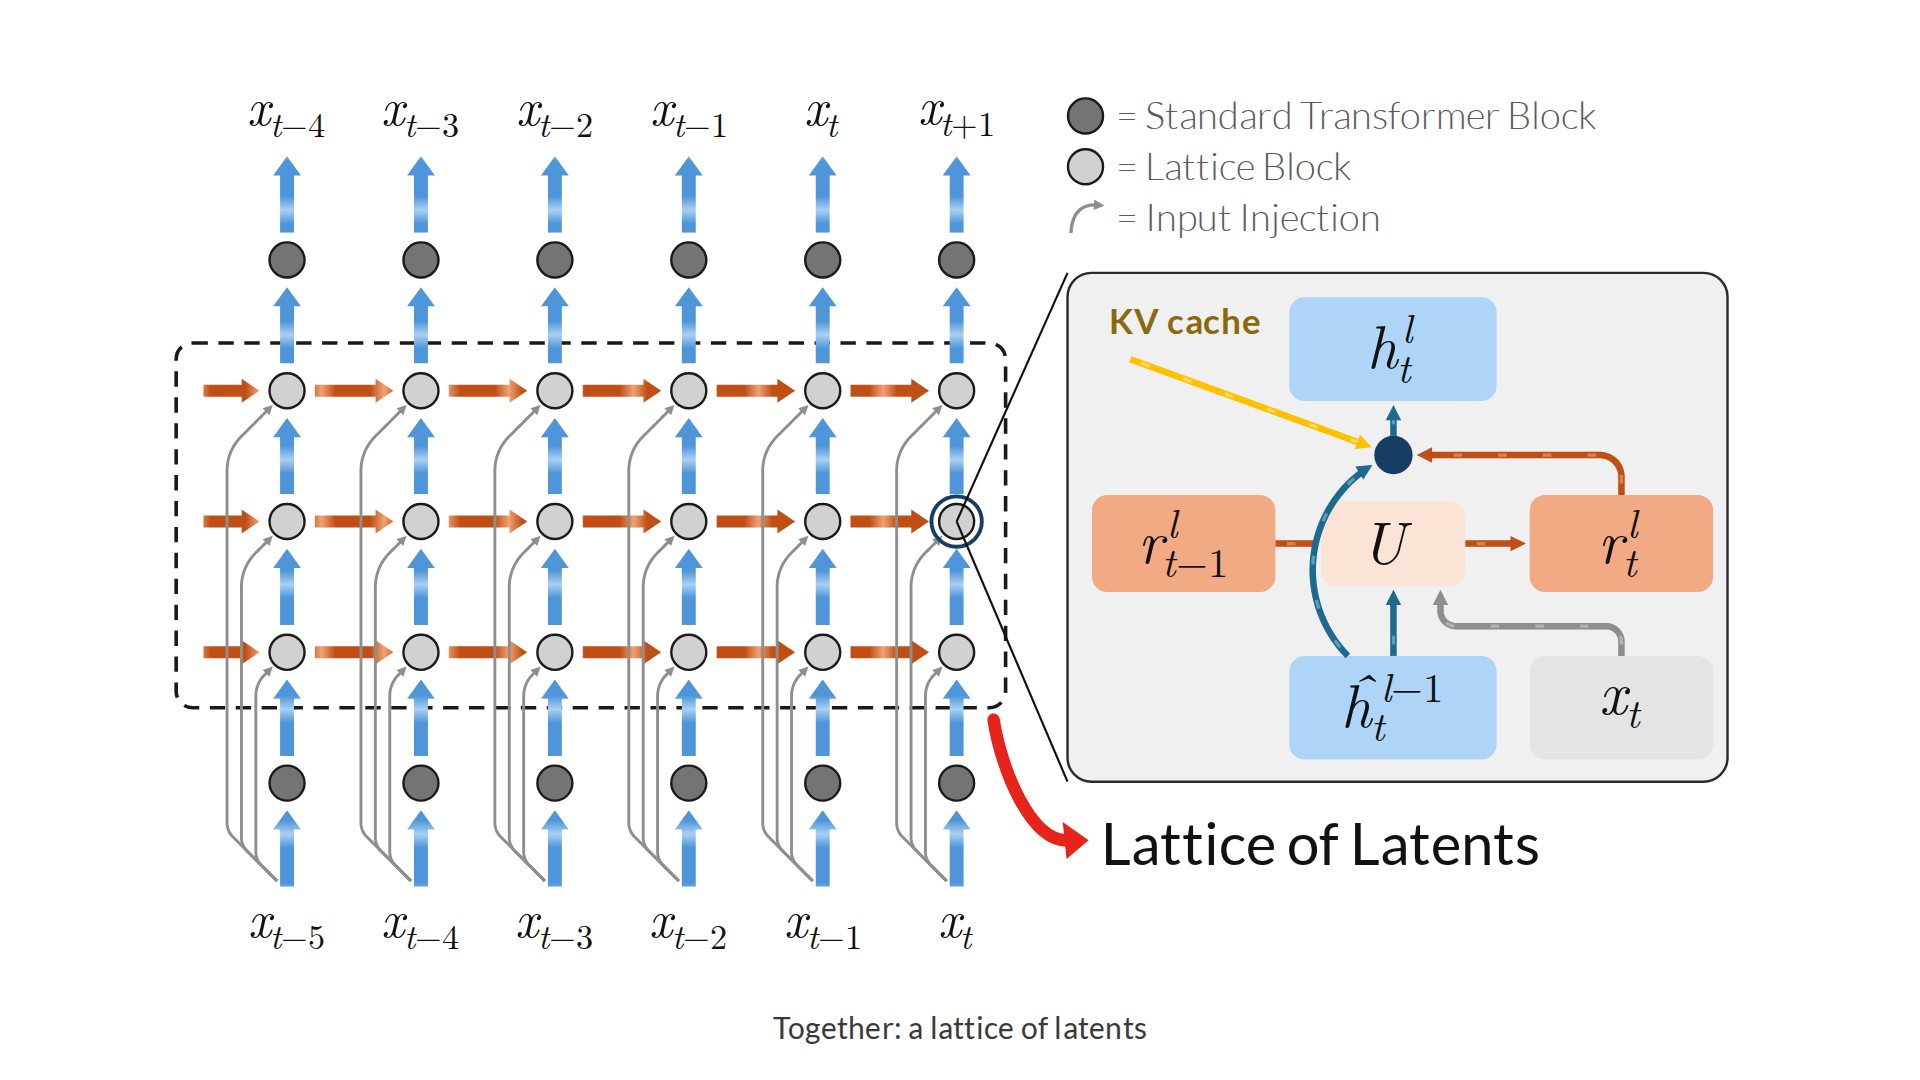 x_{t-4} x_{t-3} x_{t-2} x_{t-1} x_t x_{t+1}
= Standard Transformer Block
= Lattice Block
= Input Injection
KV cache
h_t^l
r_{t-1}^l U r_t^l
\hat{h}_t^{l-1} x_t
Lattice of Latents
x_{t-5} x_{t-4} x_{t-3} x_{t-2} x_{t-1} x_t
Together: a lattice of latents